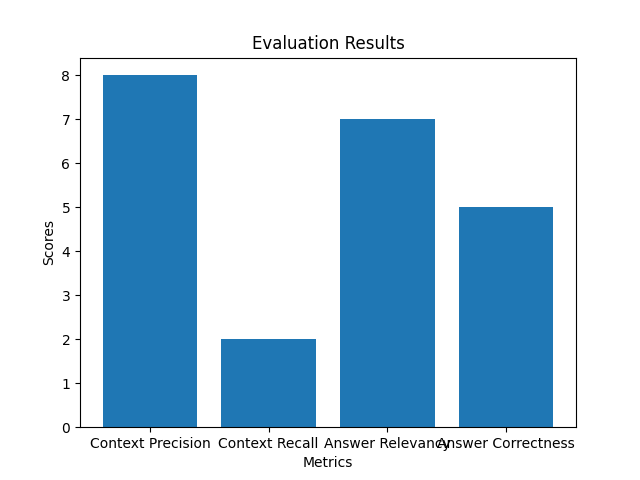 Evaluation Results
8
7
6
5
4
3
2
1
0
Scores
Context Precision
Context Recall
Answer Relevancy
Answer Correctness
Metrics